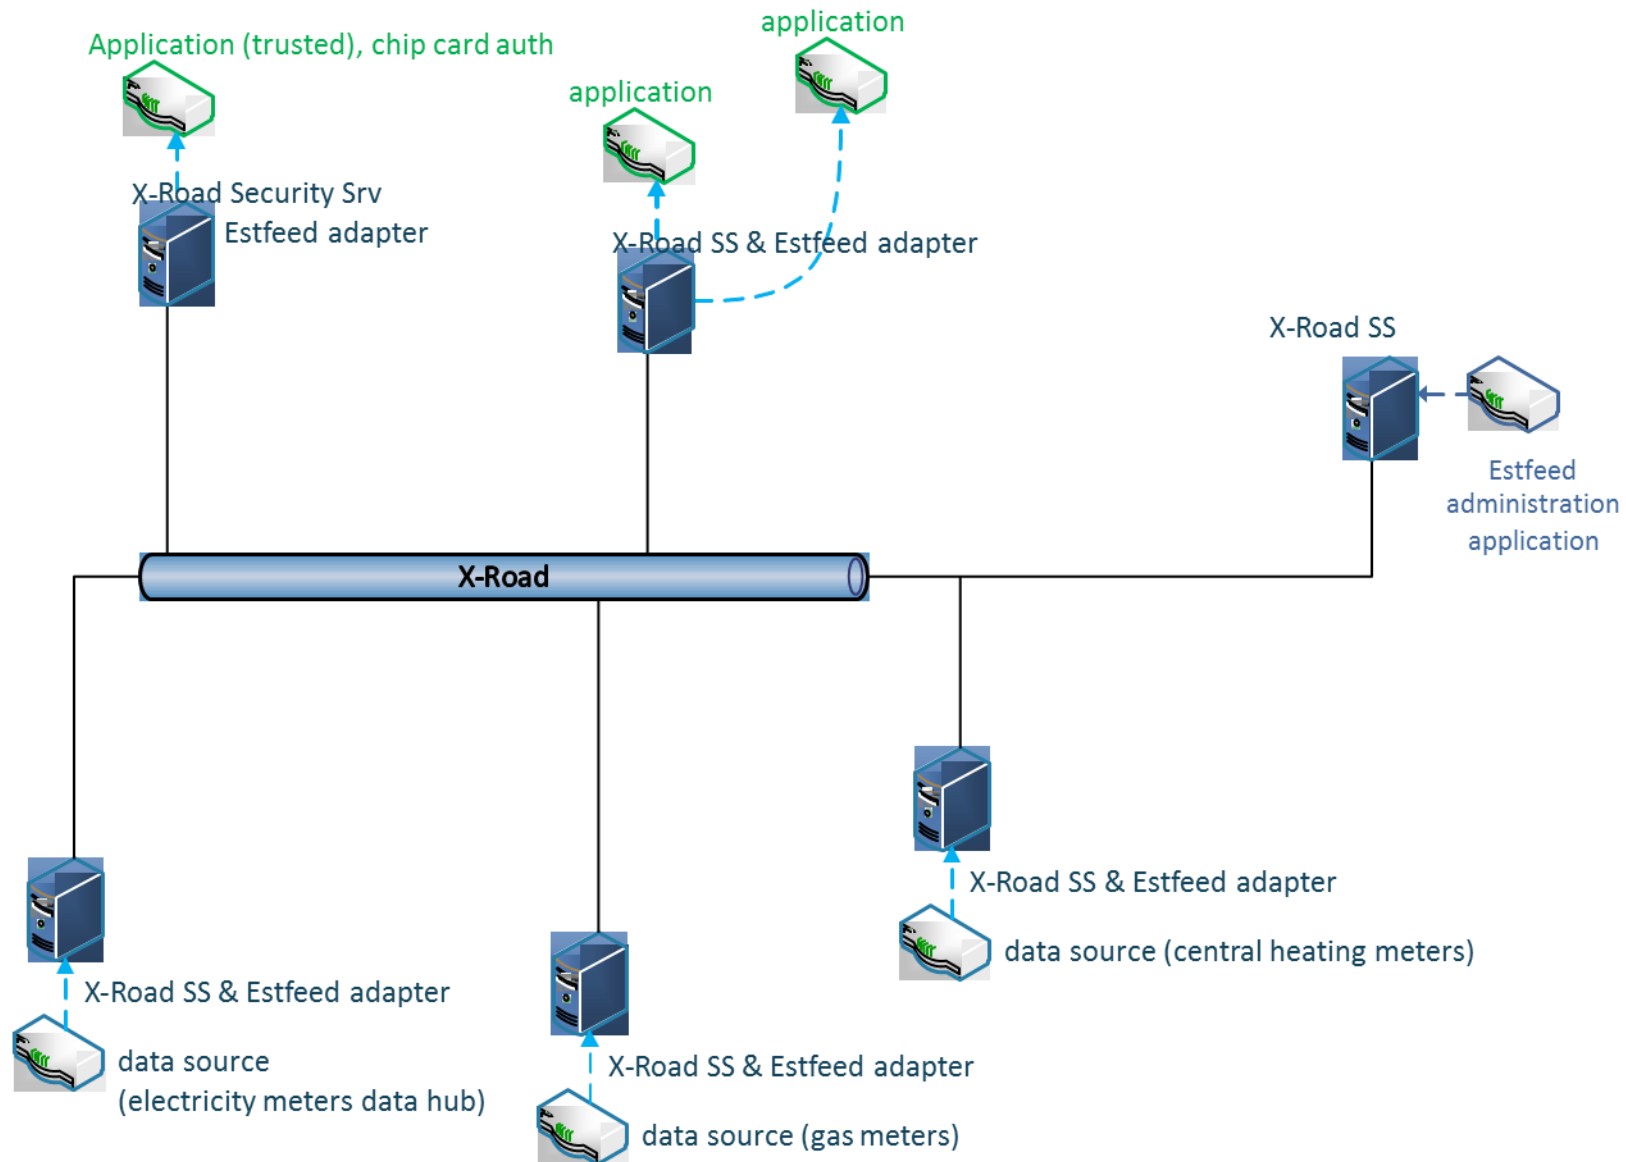 application
Application (trusted), chip card auth
application
X-Road Security Srv
Estfeed adapter
X-Road SS & Estfeed adapter
X-Road SS
Estfeed
administration
application
X-Road
X-Road SS & Estfeed adapter
data source (central heating meters)
X-Road SS & Estfeed adapter
data source
(electricity meters data hub)
X-Road SS & Estfeed adapter
data source (gas meters)